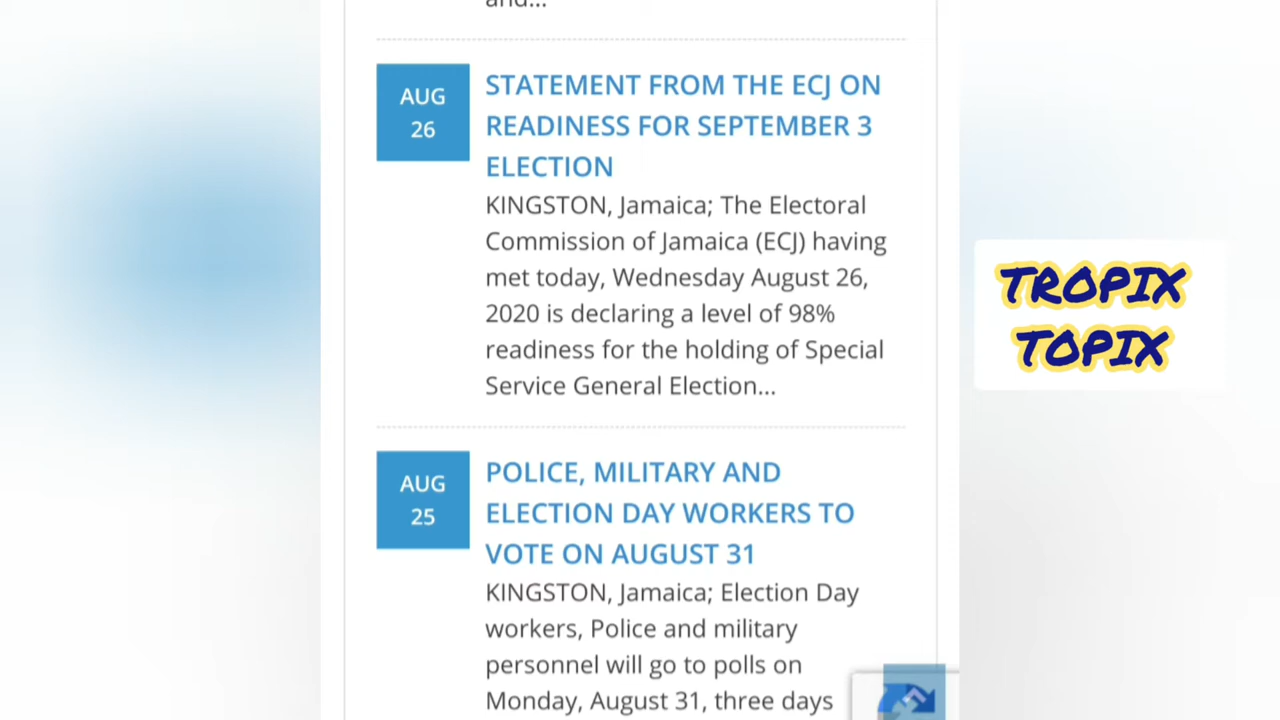 and...
AUG
26
STATEMENT FROM THE ECJ ON
READINESS FOR SEPTEMBER 3
ELECTION
KINGSTON, Jamaica; The Electoral
Commission of Jamaica (ECJ) having
met today, Wednesday August 26,
2020 is declaring a level of 98%
readiness for the holding of Special
Service General Election...
AUG
25
POLICE, MILITARY AND
ELECTION DAY WORKERS TO
VOTE ON AUGUST 31
KINGSTON, Jamaica; Election Day
workers, Police and military
personnel will go to polls on
Monday, August 31, three days
TROPIX
TOPIX